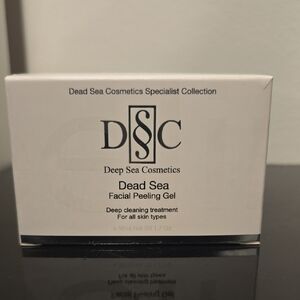 Dead Sea Cosmetics Specialist Collection
D§C
Deep Sea Cosmetics
Dead Sea
Facial Peeling Gel
Deep cleaning treatment
For all skin types